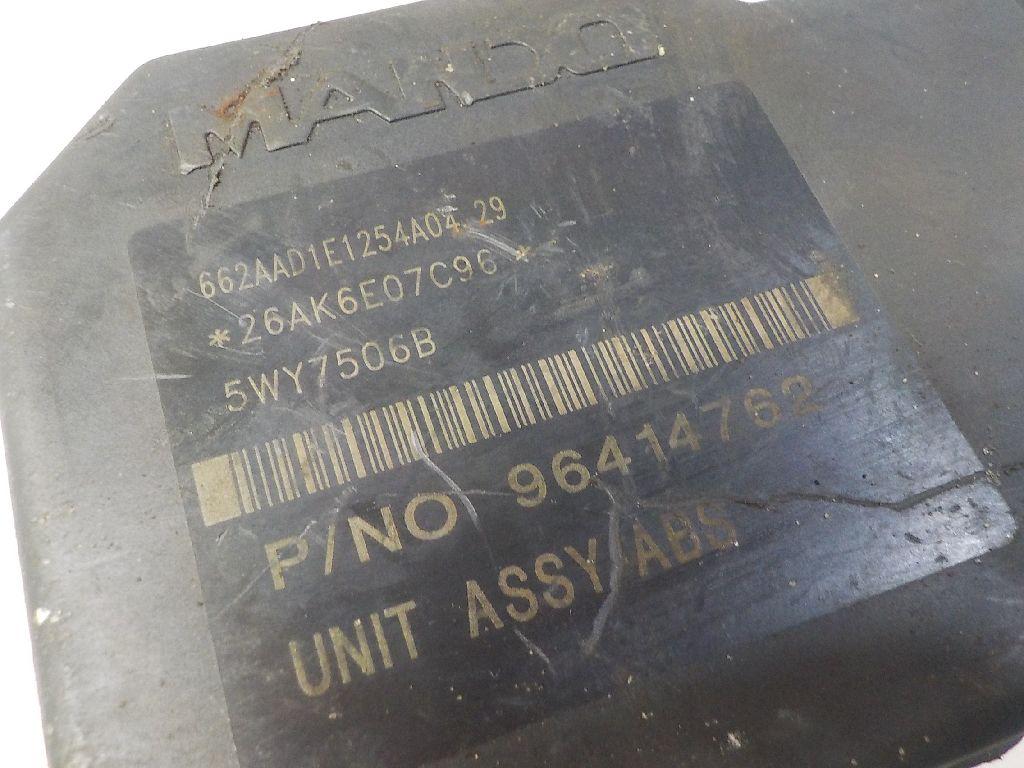 MANDO
662AAD1E1254A04 29
*26AK6E07C96 *
5WY7506B
P/NO 96414762
UNIT ASSY ABS